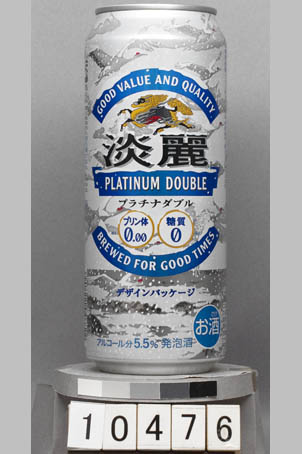 GOOD VALUE AND QUALITY
淡麗
PLATINUM DOUBLE
プラチナダブル
プリン体 糖質
0.00 0
BREWED FOR GOOD TIMES
デザインパッケージ
お酒
アルコール分5.5% 発泡酒
10476